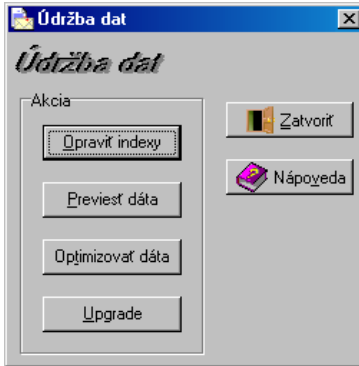 Údržba dat
Údržba dat
Akcia
Opraviť indexy
Previesť dáta
Optimizovať dáta
Upgrade
Zatvoriť
Nápoveda